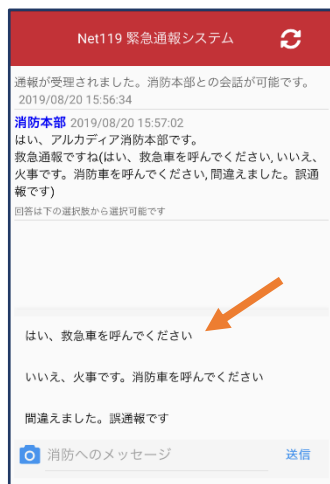 Net119 緊急通報システム
通報が受理されました。消防本部との会話が可能です。
2019/08/20 15:56:34
消防本部 2019/08/20 15:57:02
はい、アルカディア消防本部です。
救急通報ですね(はい、救急車を呼んでください, いいえ、
火事です。消防車を呼んでください, 間違えました。誤通
報です)
回答は下の選択肢から選択可能です
はい、救急車を呼んでください
いいえ、火事です。消防車を呼んでください
間違えました。誤通報です
消防へのメッセージ 送信